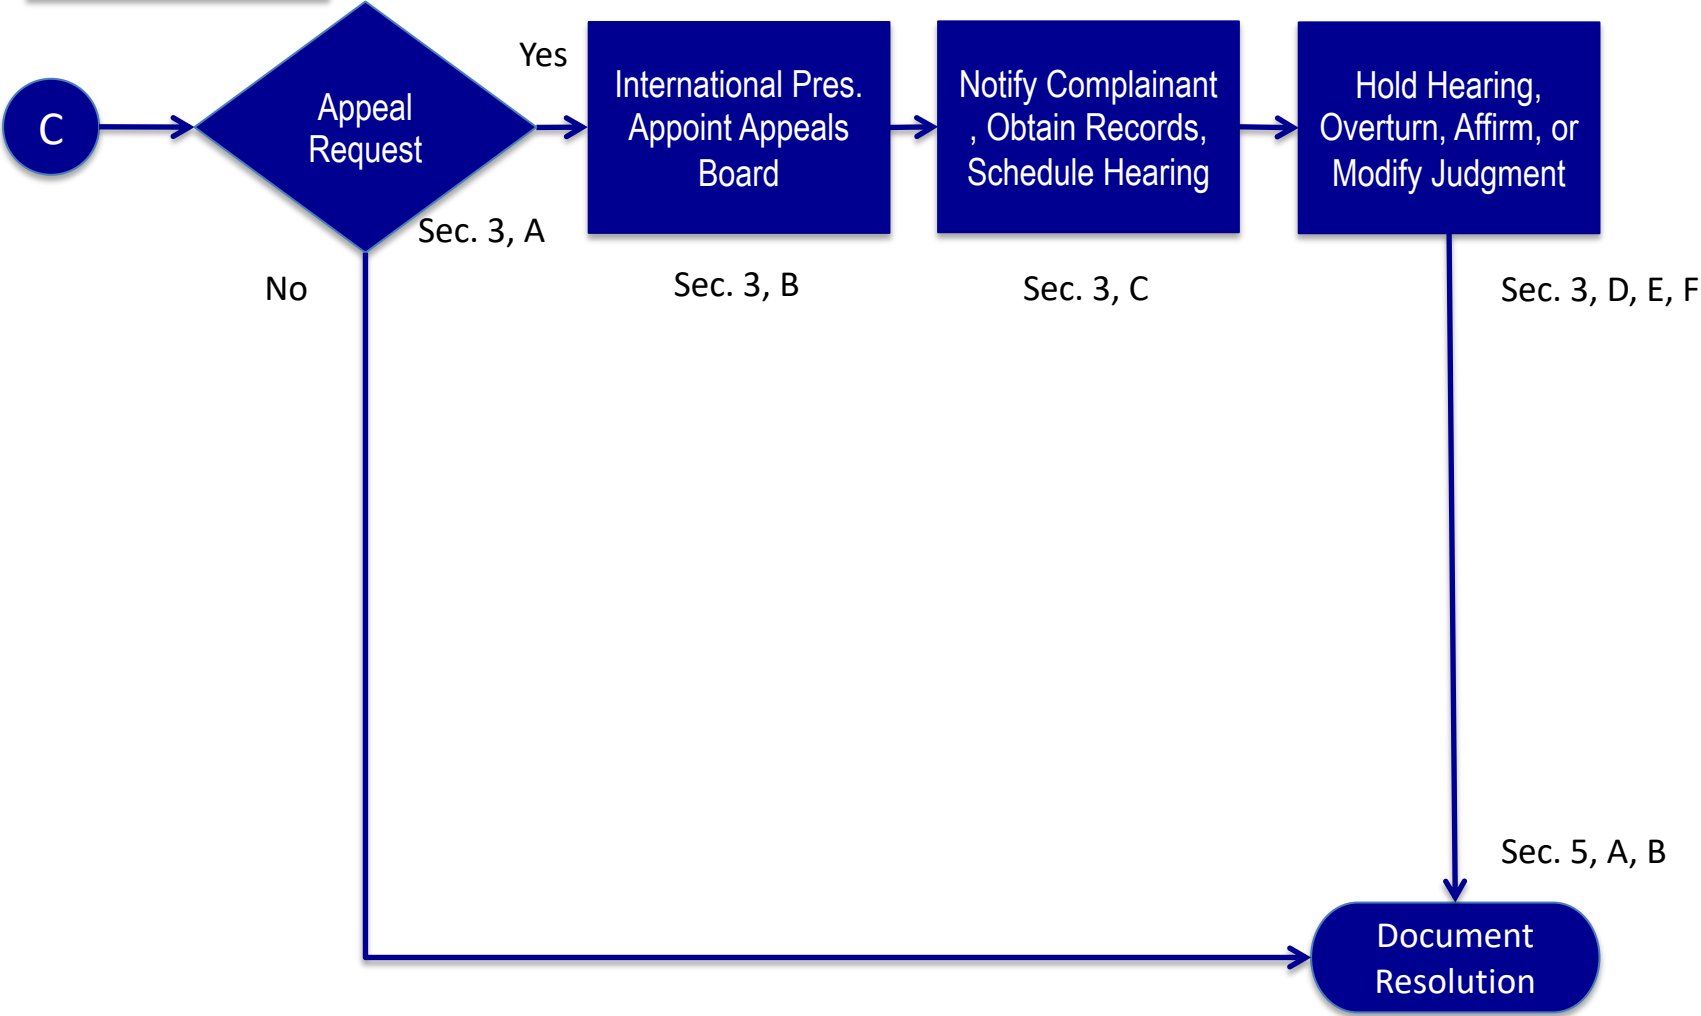 C
Appeal
Request
Yes
International Pres.
Appoint Appeals
Board
Notify Complainant
, Obtain Records,
Schedule Hearing
Hold Hearing,
Overturn, Affirm, or
Modify Judgment
Sec. 3, A
No
Sec. 3, B
Sec. 3, C
Sec. 3, D, E, F
Sec. 5, A, B
Document
Resolution